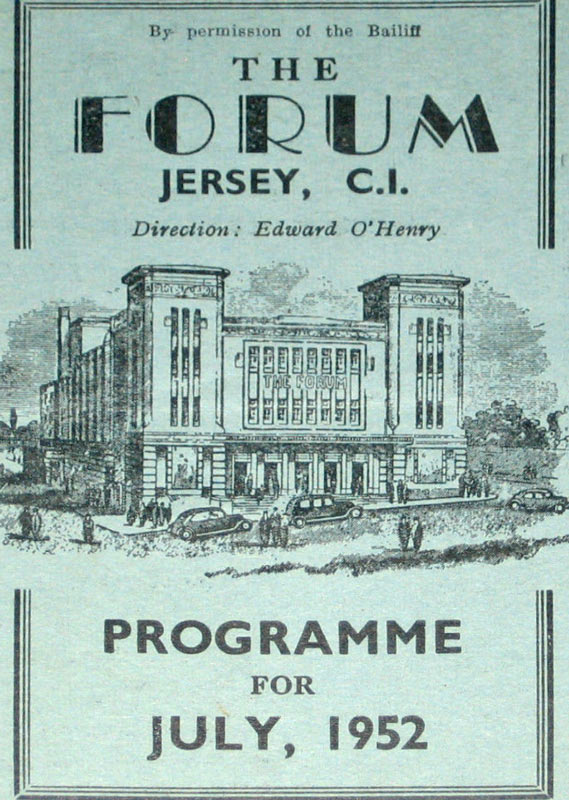 By permission of the Bailiff
THE
FORUM
JERSEY, C.I.
Direction: Edward O'Henry
THE FORUM
PROGRAMME
FOR
JULY, 1952